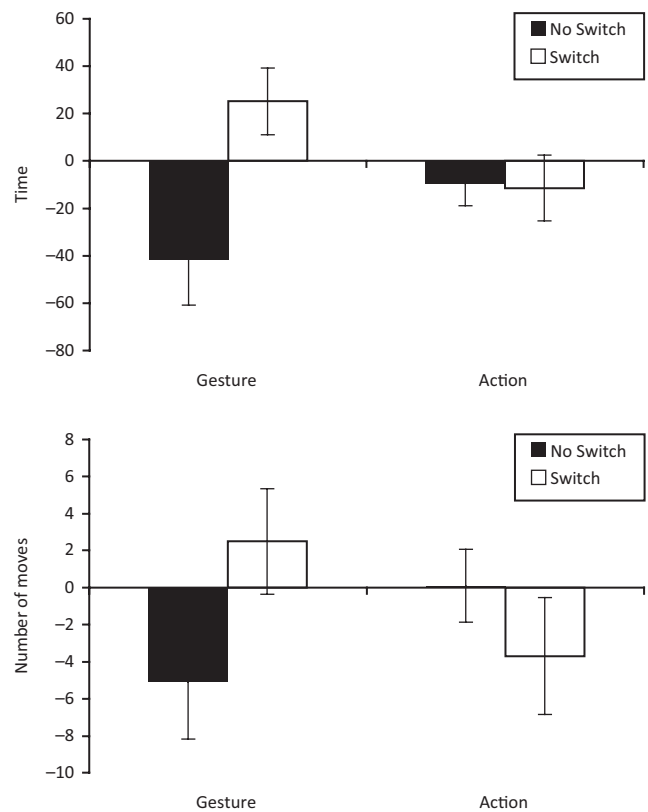 60
40
20
0
–20
–40
–60
–80
Time
No Switch
Switch
Gesture
Action
8
6
4
2
0
–2
–4
–6
–8
–10
Number of moves
No Switch
Switch
Gesture
Action